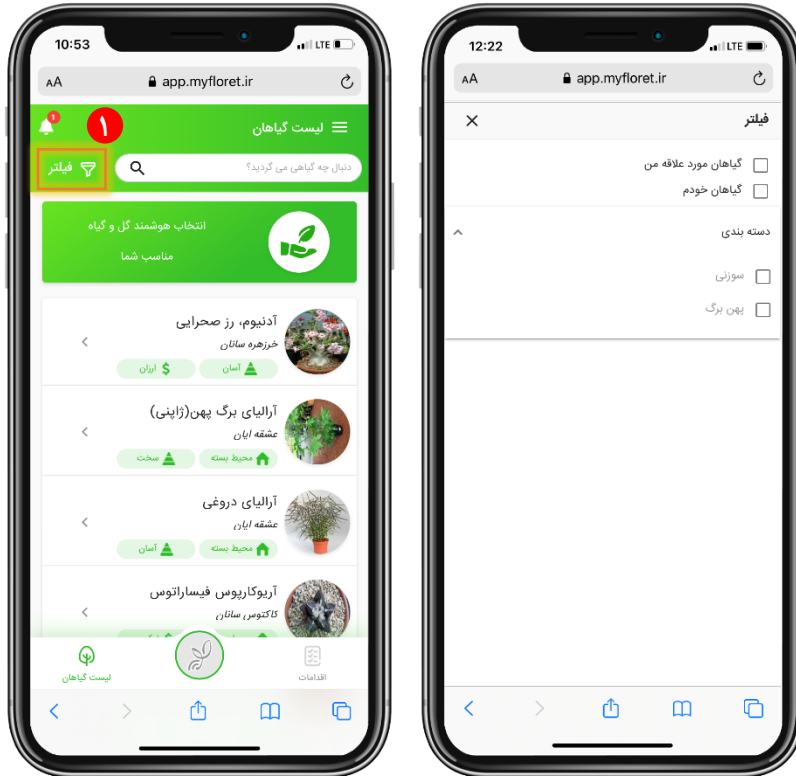 10:53
LTE
AA
app.myfloret.ir
1
۱
لیست گیاهان
دنبال چه گیاهی می گردید؟
فیلتر
انتخاب هوشمند گل و گیاه
مناسب شما
آدنیوم، رز صحرایی
خرزهره سانان
آسان
ارزان
آرالیای برگ پهن(ژاپنی)
عشقه ایان
محیط بسته
سخت
آرالیای دروغی
عشقه ایان
محیط بسته
آسان
آریوکارپوس فیساراتوس
کاکتوس سانان
اقدامات
لیست گیاهان
12:22
LTE
AA
app.myfloret.ir
فیلتر
گیاهان مورد علاقه من
گیاهان خودم
دسته بندی
سوزنی
پهن برگ